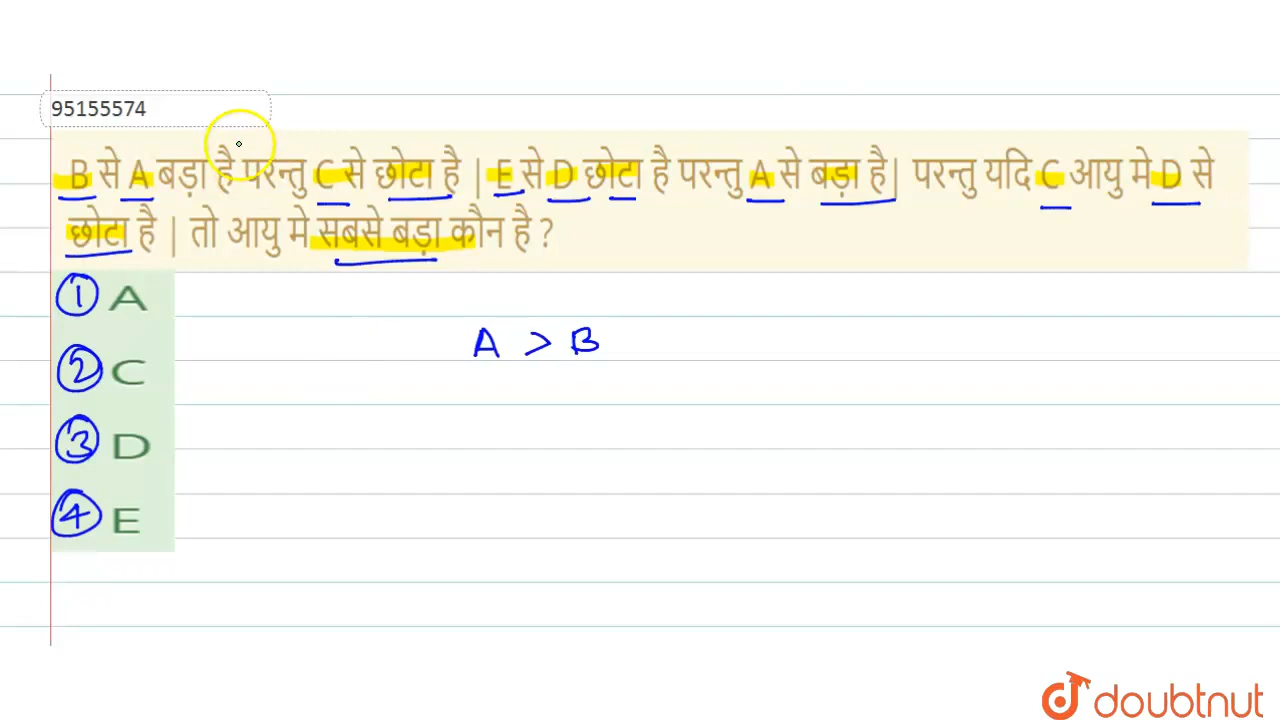 95155574
B से A बड़ा है परन्तु C से छोटा है | E से D छोटा है परन्तु A से बड़ा है| परन्तु यदि C आयु मे D से
छोटा है | तो आयु मे सबसे बड़ा कौन है ?
1 A
A > B
2 C
3 D
4 E
doubtnut